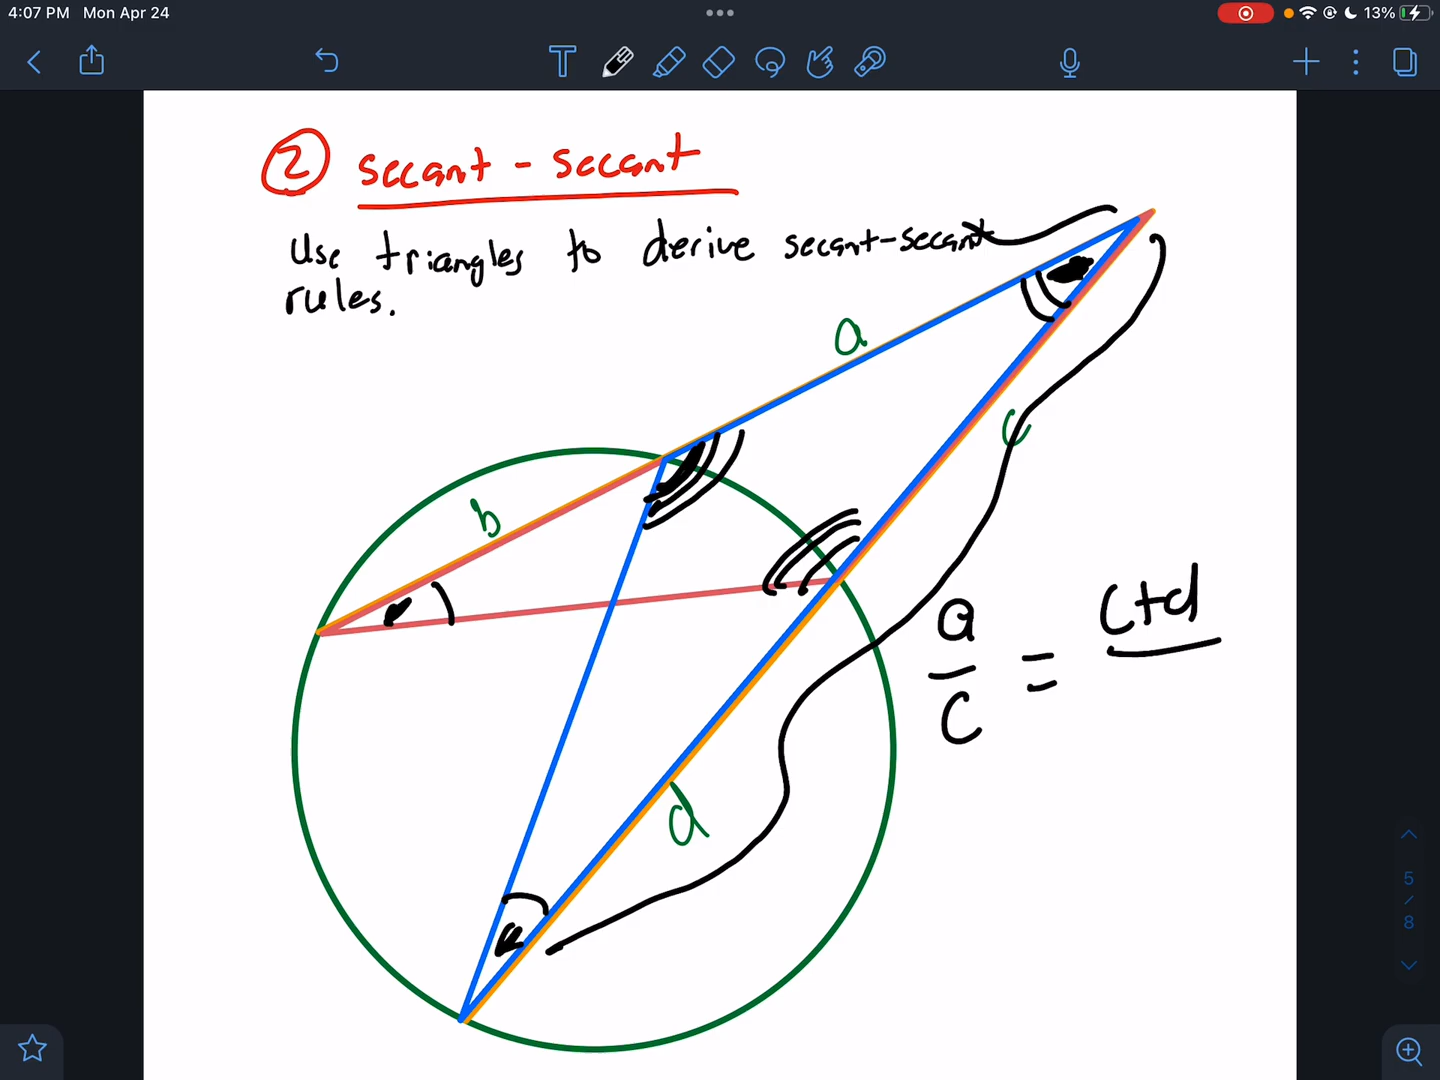 4:07 PM Mon Apr 24
13%
T
2 secant - secant
Use triangles to derive secant-secant
rules.
a
b
c
d
a/c = c+d
5
/
8